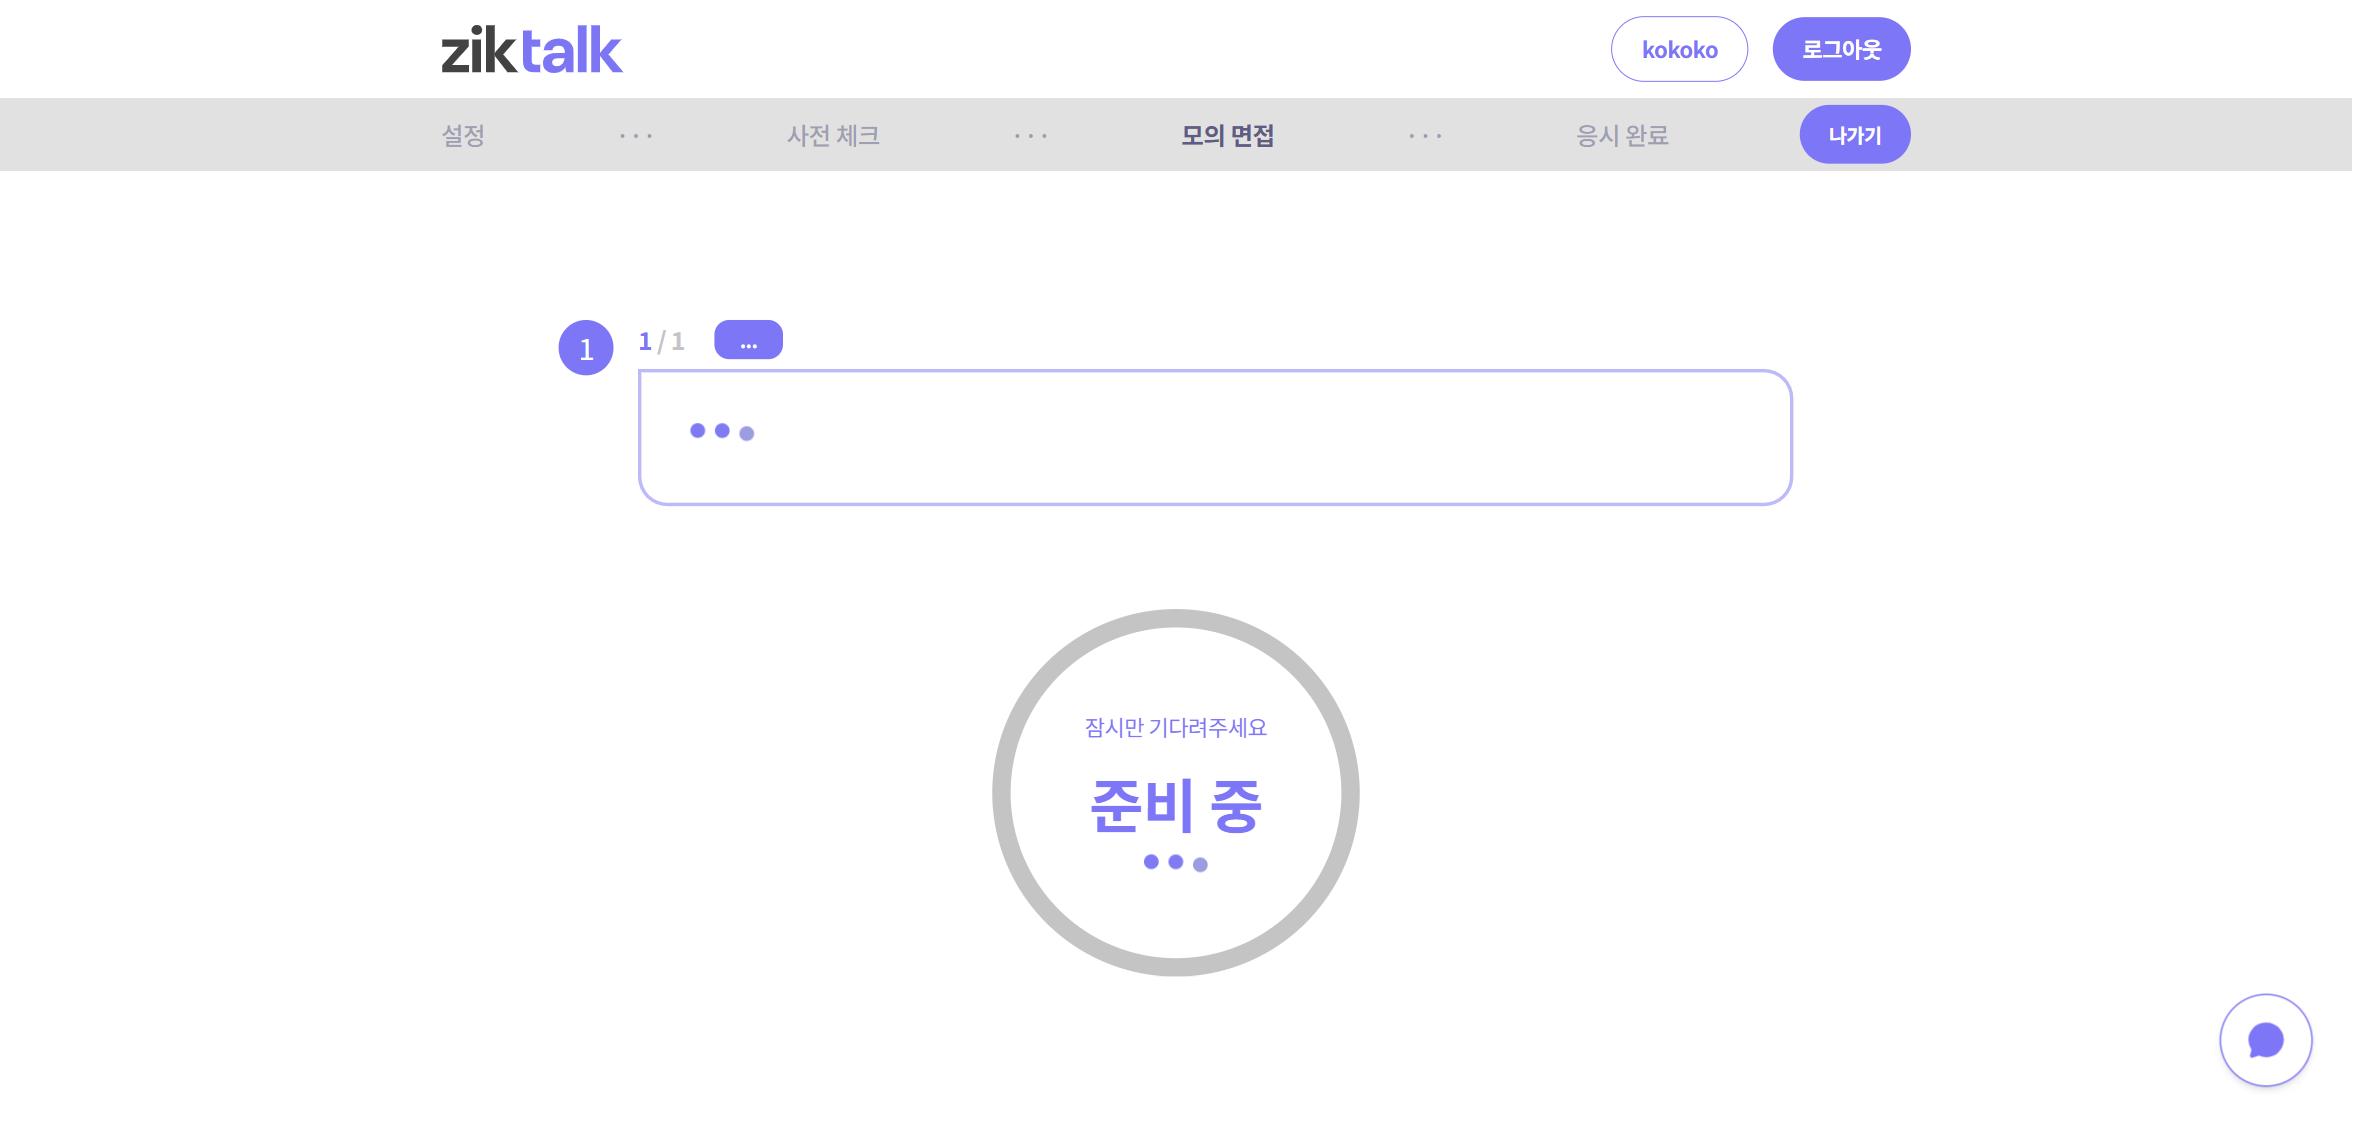 ziktalk
kokoko
로그아웃
설정 ··· 사전 체크 ··· 모의 면접 ··· 응시 완료
나가기
1
1 / 1
...
잠시만 기다려주세요
준비 중